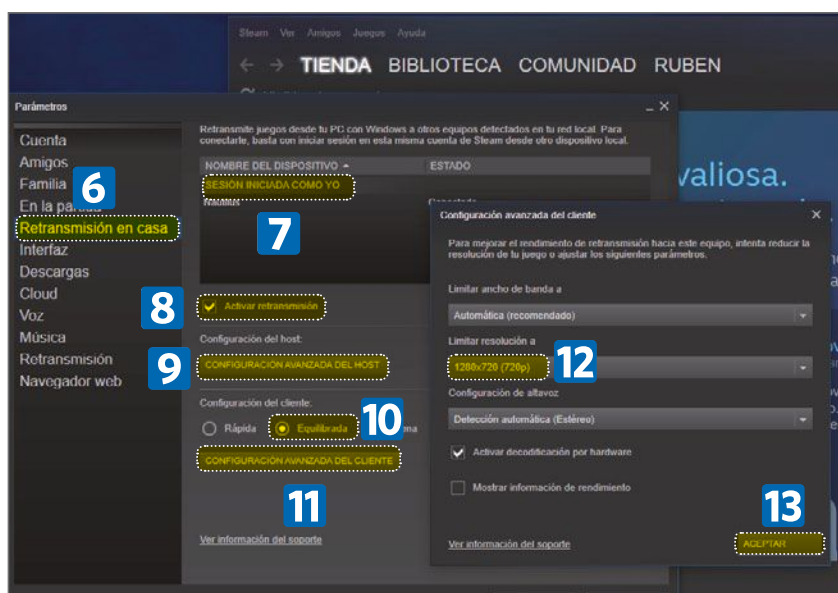 Steam Ver Amigos Juegos Ayuda
← → TIENDA BIBLIOTECA COMUNIDAD RUBEN
Parámetros
Cuenta
Amigos
Familia
6
En la
Retransmisión en casa
Interfaz
Descargas
Cloud
Voz
Música
Retransmisión
Navegador web
Retransmite juegos desde tu PC con Windows a otros equipos detectados en tu red local. Para
conectarte, basta con iniciar sesión en esta misma cuenta de Steam desde otro dispositivo local.
NOMBRE DEL DISPOSITIVO ESTADO
SESIÓN INICIADA COMO YO
Nautilus
7
8
Activar retransmisión
Configuración del host:
9
CONFIGURACIÓN AVANZADA DEL HOST
Configuración del cliente:
Rápida Equilibrada 10
CONFIGURACIÓN AVANZADA DEL CLIENTE
11
Ver información del soporte
valiosa.
Configuración avanzada del cliente
Para mejorar el rendimiento de retransmisión hacia este equipo, intenta reducir la
resolución de tu juego o ajustar los siguientes parámetros.
Limitar ancho de banda a
Automática (recomendado)
Limitar resolución a
1280x720 (720p) 12
Configuración de altavoz
Detección automática (Estéreo)
Activar decodificación por hardware
Mostrar información de rendimiento
13
Ver información del soporte ACEPTAR